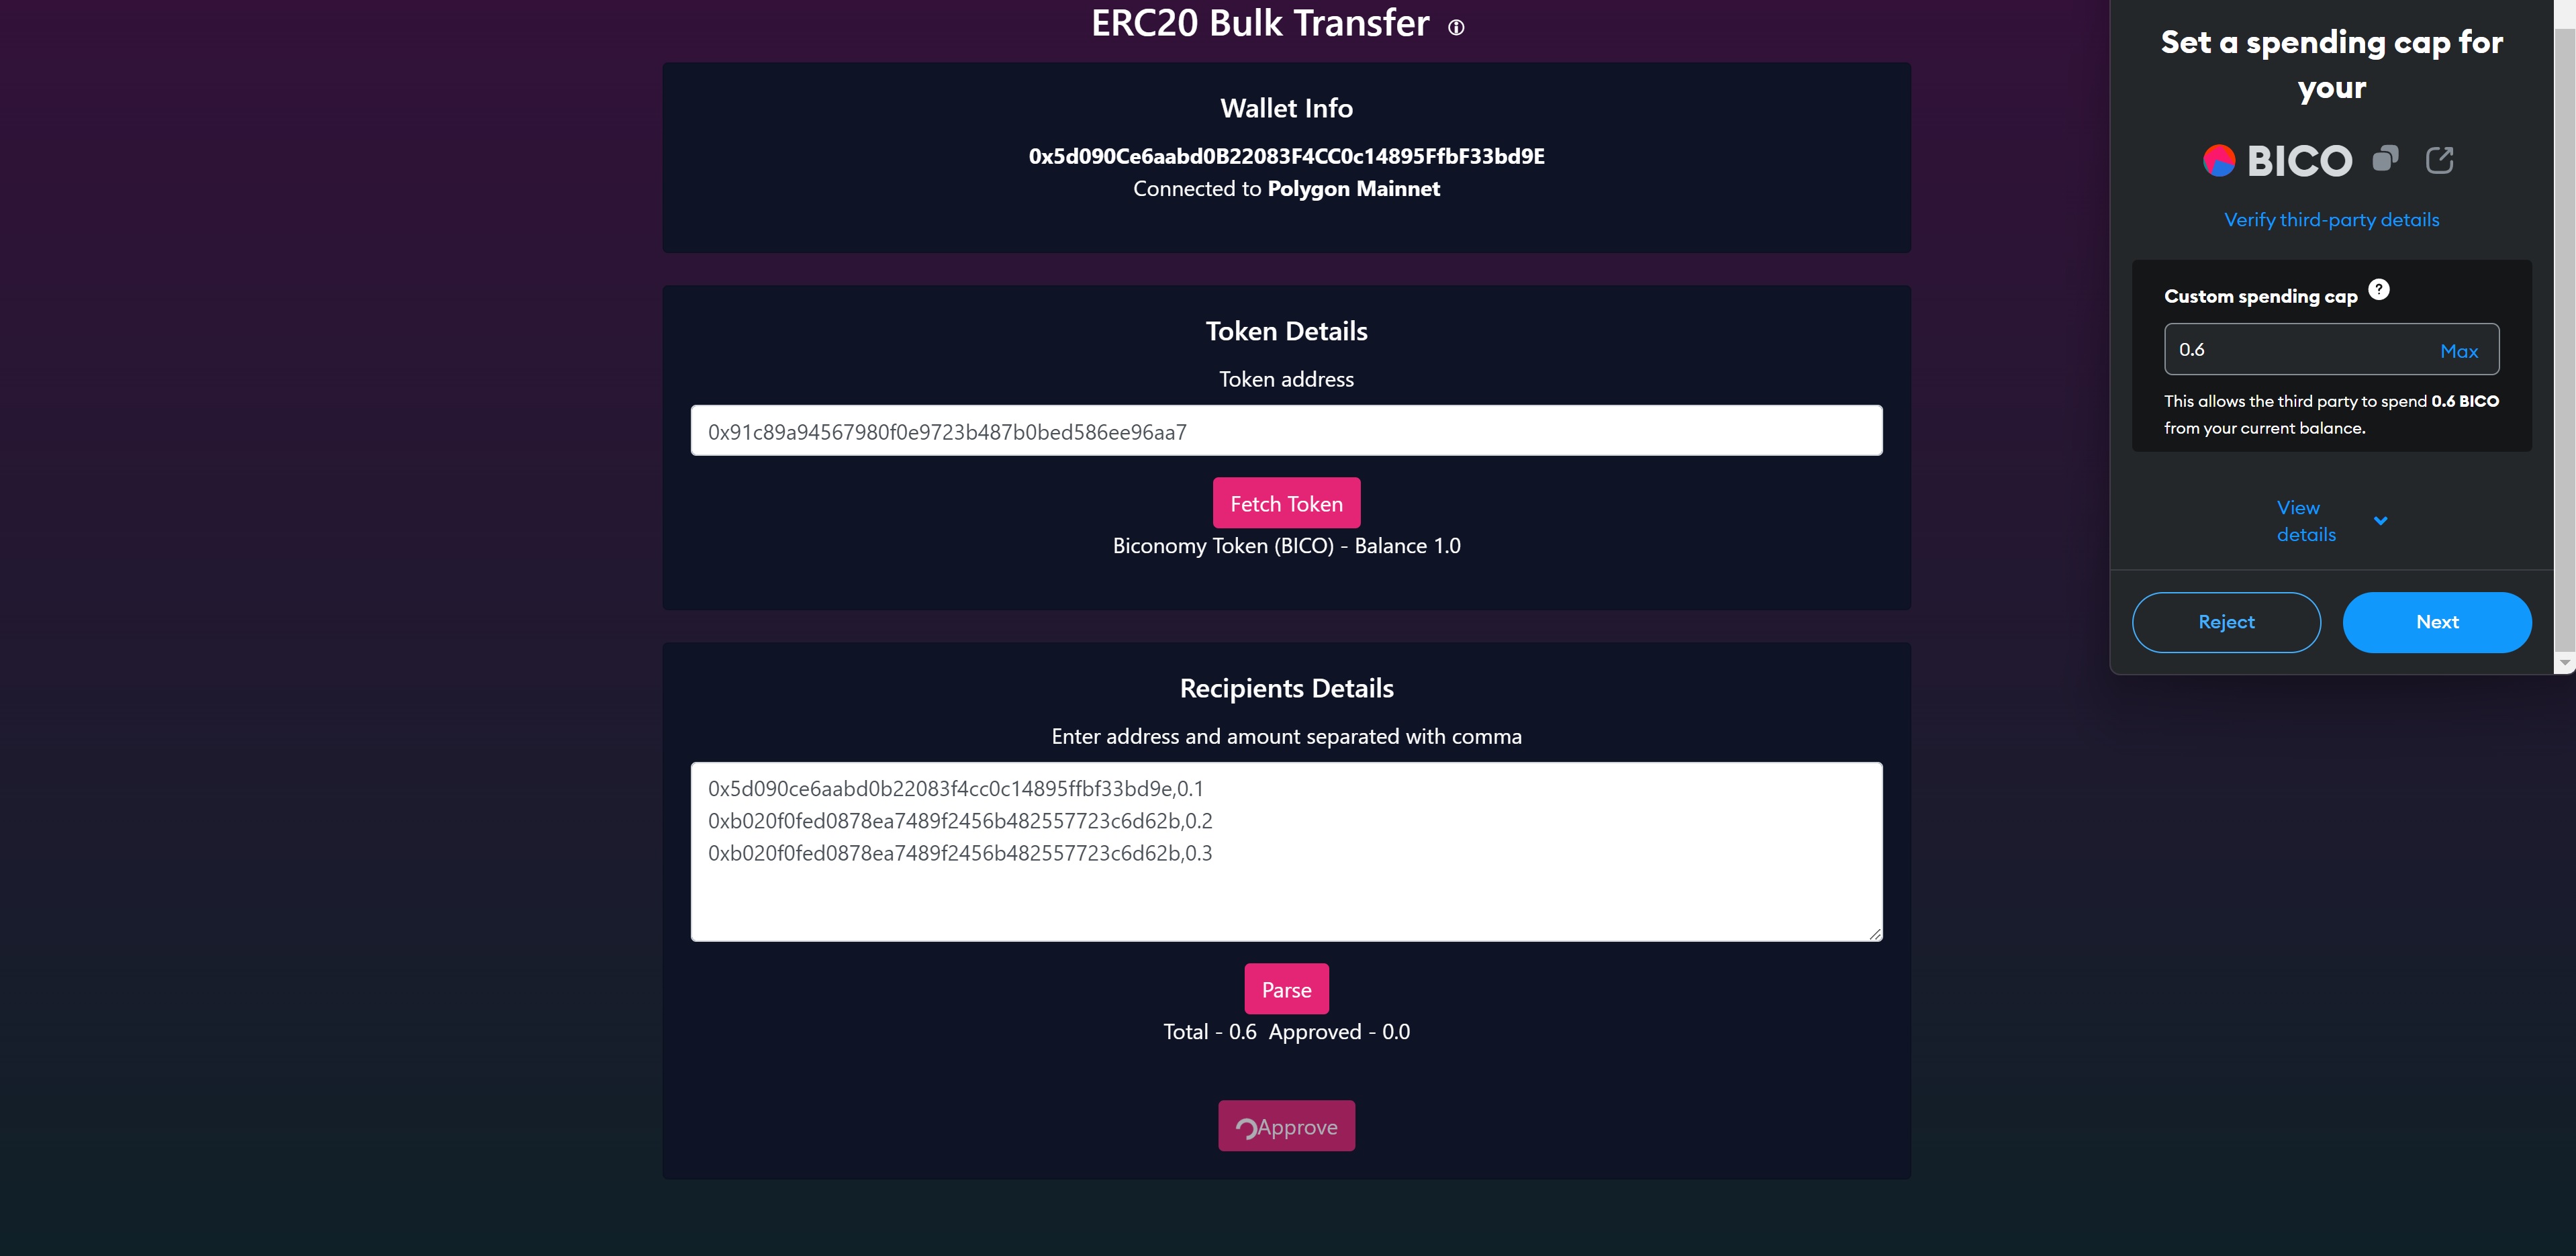 ERC20 Bulk Transfer
Wallet Info
0x5d090Ce6aabd0B22083F4CC0c14895FfbF33bd9E
Connected to Polygon Mainnet
Token Details
Token address
0x91c89a94567980f0e9723b487b0bed586ee96aa7
Fetch Token
Biconomy Token (BICO) - Balance 1.0
Recipients Details
Enter address and amount separated with comma
0x5d090ce6aabd0b22083f4cc0c14895ffbf33bd9e,0.1
0xb020f0fed0878ea7489f2456b482557723c6d62b,0.2
0xb020f0fed0878ea7489f2456b482557723c6d62b,0.3
Parse
Total - 0.6 Approved - 0.0
Approve
Set a spending cap for
your
BICO
Verify third-party details
Custom spending cap ?
0.6 Max
This allows the third party to spend 0.6 BICO
from your current balance.
View
details
Reject Next